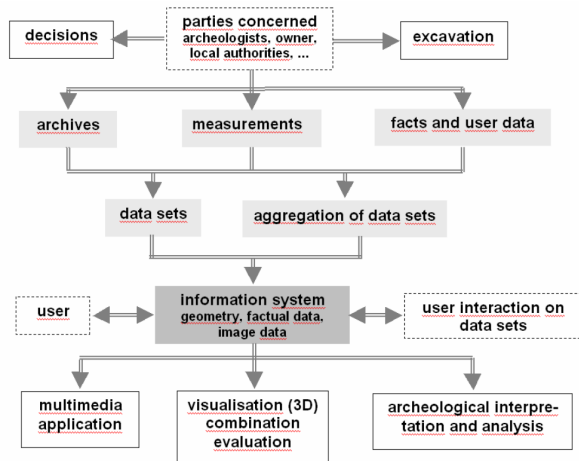 decisions
parties concerned
archeologists, owner,
local authorities, ...
excavation
archives
measurements
facts and user data
data sets
aggregation of data sets
user
information system
geometry, factual data,
image data
user interaction on
data sets
multimedia
application
visualisation (3D)
combination
evaluation
archeological interpre-
tation and analysis